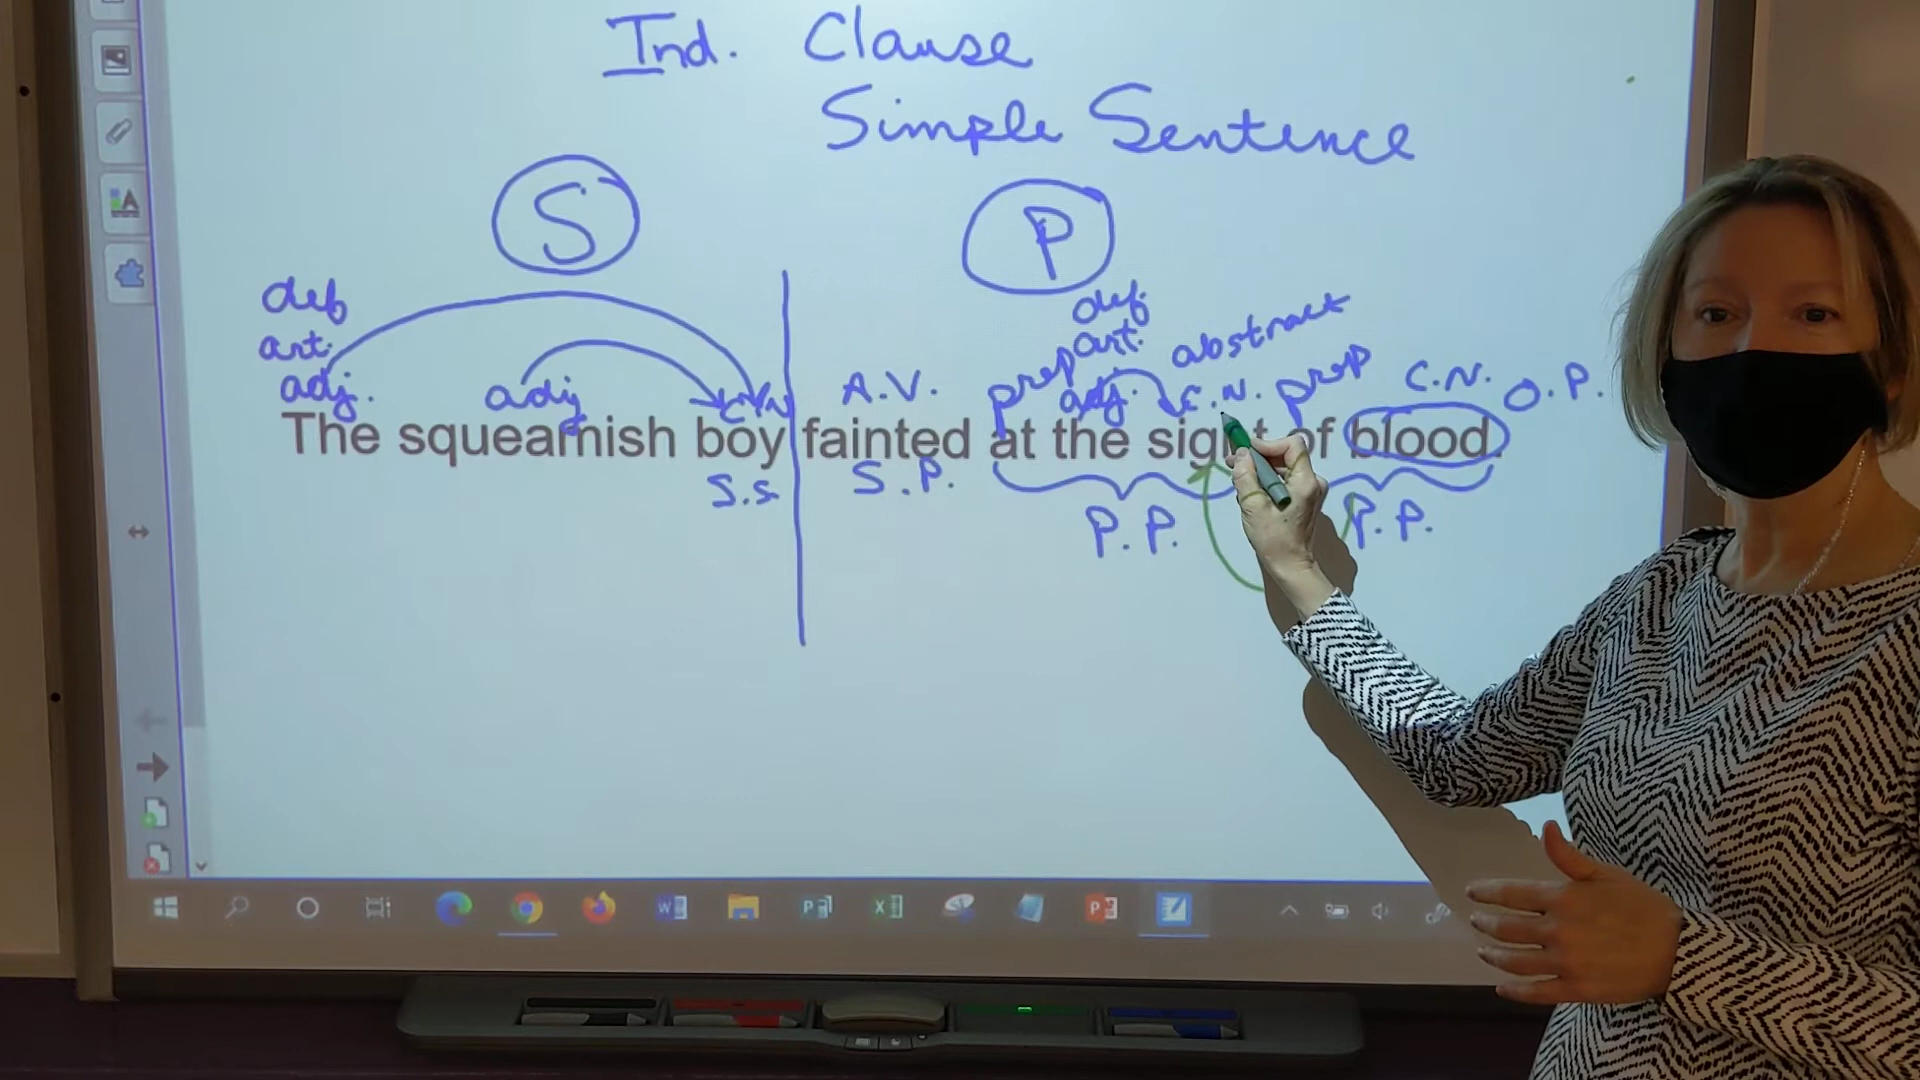 Ind. Clause
Simple Sentence
S
P
def
art.
adj.
adj
C.N.
A.V.
prep
def.
art.
adj.
abstract
C.N.
prep
C.N.
O.P.
The squeamish boy fainted at the sight of blood.
S.S.
S.P.
P.P.
P.P.